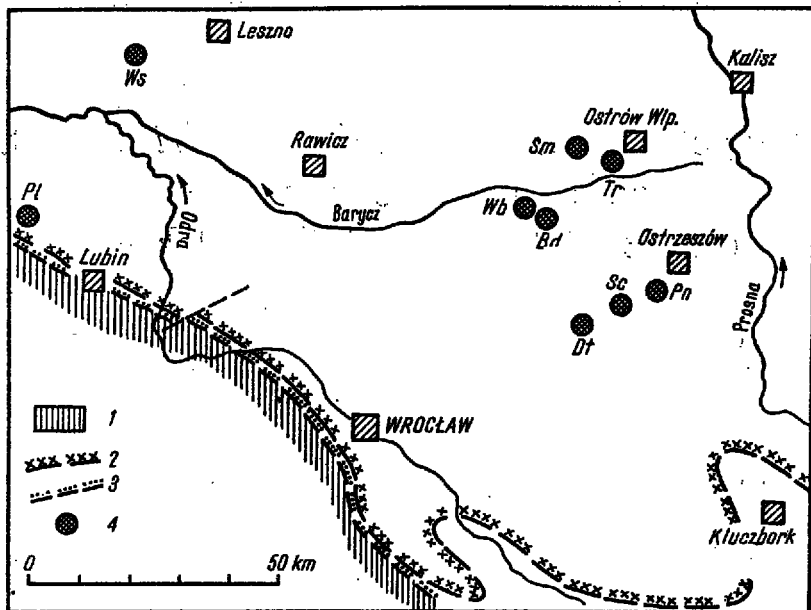 Leszno
Ws
Kalisz
Ostrów Wlp.
Sm
Rawicz
Tr
Pl
Odra
Barycz
Wb
Bd
Ostrzeszów
Lubin
Sc
Pn
Prosna
Dt
1
WROCŁAW
2
3
4
Kluczbork
0
50 km